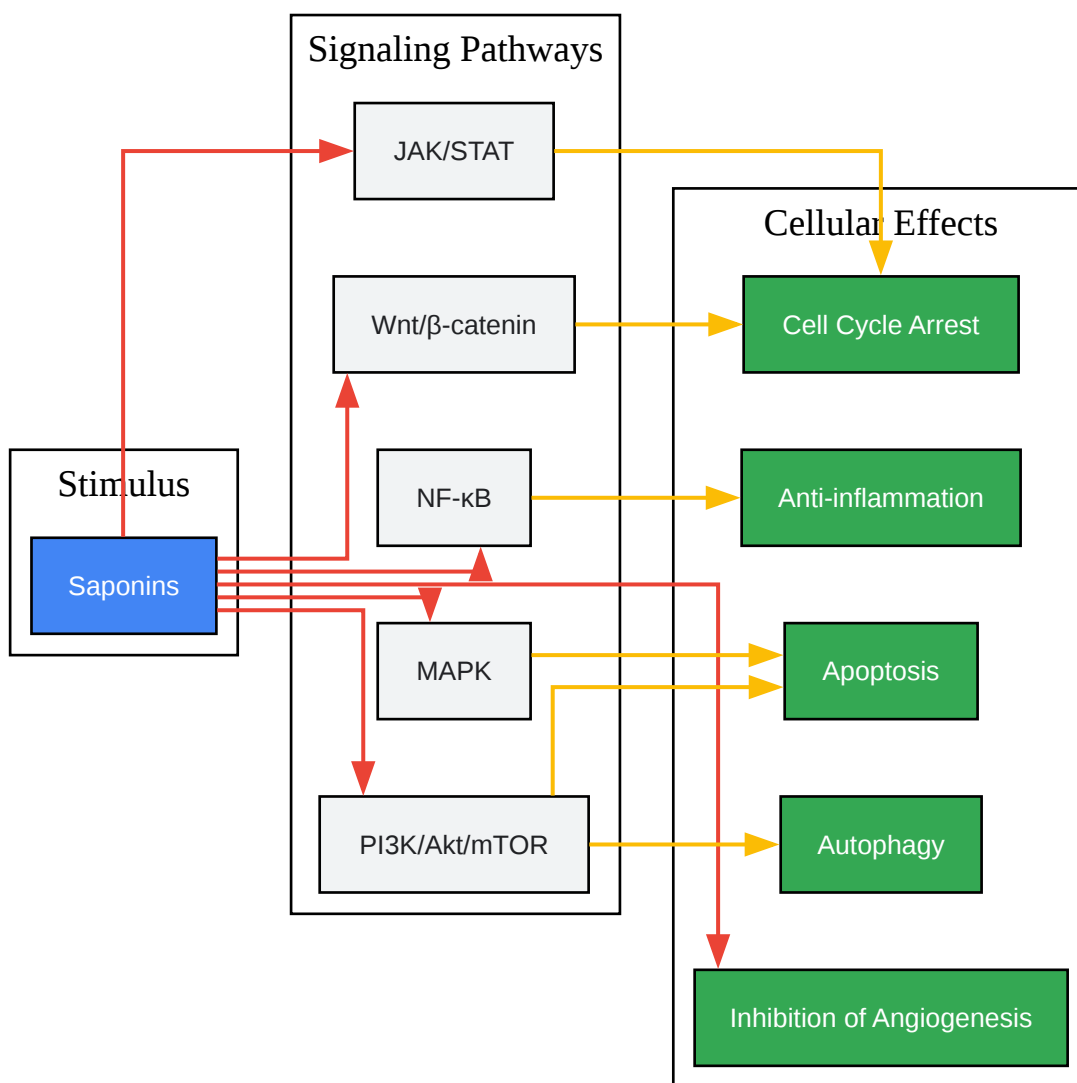 Signaling Pathways
JAK/STAT
Wnt/β-catenin
NF-κB
MAPK
PI3K/Akt/mTOR
Stimulus
Saponins
Cellular Effects
Cell Cycle Arrest
Anti-inflammation
Apoptosis
Autophagy
Inhibition of Angiogenesis